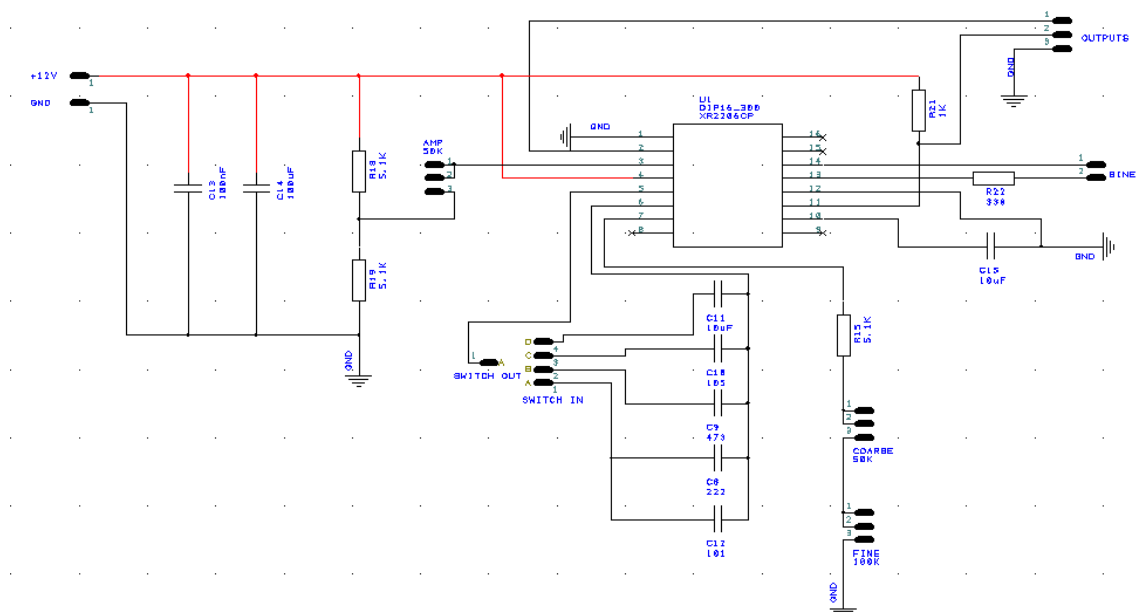 +12V
1
GND
1
C13
100nF
C14
100uF
R18
5.1K
R19
5.1K
GND
AMP
50K
1
2
3
U1
DIP16_300
XR2206CP
GND
1
2
3
4
5
6
7
8
16
15
14
13
12
11
10
9
R21
1K
1
2
3
OUTPUTS
GND
1
2
SINE
R22
330
C15
10uF
GND
1
A
SWITCH OUT
D
4
C
3
B
2
A
1
SWITCH IN
C11
10uF
C10
105
C9
473
C8
222
C12
101
R15
5.1K
1
2
3
COARSE
50K
1
2
3
FINE
100K
GND